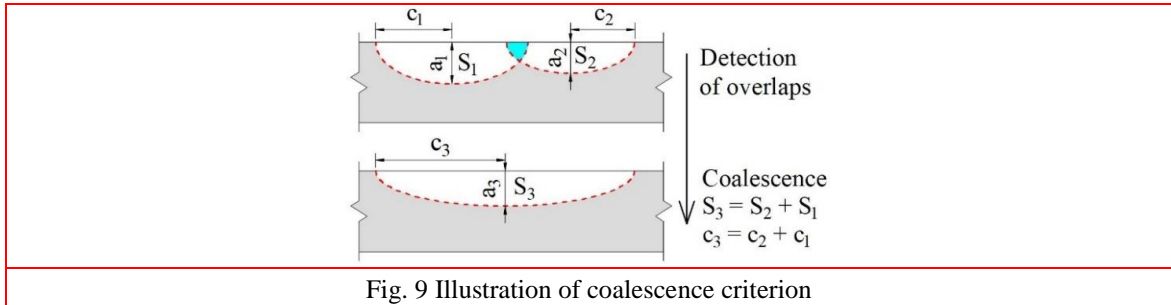 c₁ c₂
a₁ S₁ a₂ S₂
Detection
of overlaps
c₃
a₃ S₃
Coalescence
S₃ = S₂ + S₁
c₃ = c₂ + c₁
Fig. 9 Illustration of coalescence criterion